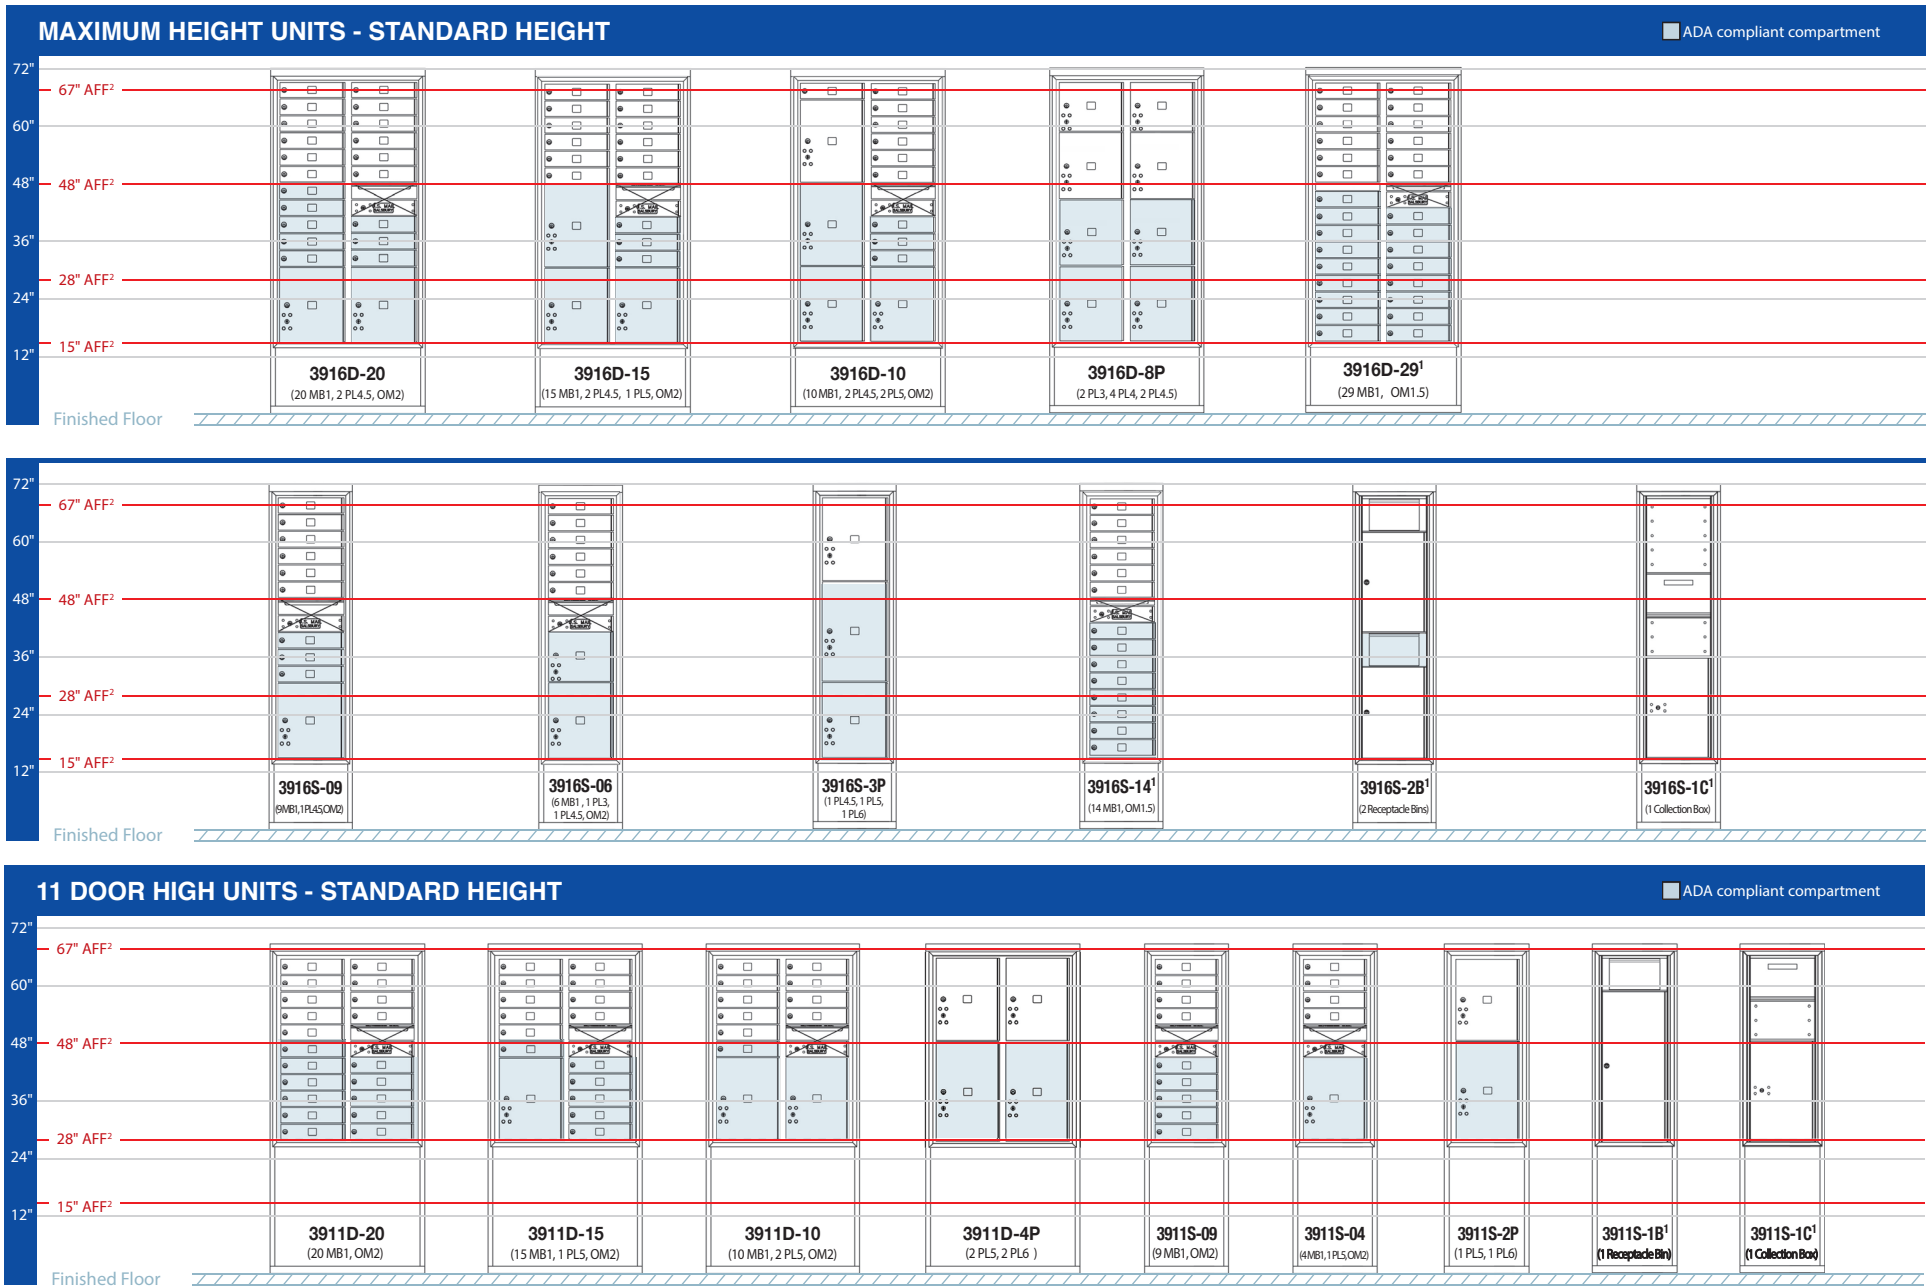 MAXIMUM HEIGHT UNITS - STANDARD HEIGHT
ADA compliant compartment
72"
67" AFF²
60"
48"
48" AFF²
36"
28" AFF²
24"
15" AFF²
12"
U.S. MAIL
3916D-20
(20 MB1, 2 PL4.5, OM2)
3916D-15
(15 MB1, 2 PL4.5, 1 PL5, OM2)
3916D-10
(10 MB1, 2 PL4.5, 2 PL5, OM2)
3916D-8P
(2 PL3, 4 PL4, 2 PL4.5)
3916D-29¹
(29 MB1, OM1.5)
Finished Floor
72"
67" AFF²
60"
48"
48" AFF²
36"
28" AFF²
24"
15" AFF²
12"
3916S-09
(9MB1,1PL4.5,OM2)
3916S-06
(6 MB1 , 1 PL3,
1 PL4.5, OM2)
3916S-3P
(1 PL4.5, 1 PL5,
1 PL6)
3916S-14¹
(14 MB1, OM1.5)
3916S-2B¹
(2 Receptacle Bins)
3916S-1C¹
(1 Collection Box)
Finished Floor
11 DOOR HIGH UNITS - STANDARD HEIGHT
ADA compliant compartment
72"
67" AFF²
60"
48"
48" AFF²
36"
28" AFF²
24"
15" AFF²
12"
3911D-20
(20 MB1, OM2)
3911D-15
(15 MB1, 1 PL5, OM2)
3911D-10
(10 MB1, 2 PL5, OM2)
3911D-4P
(2 PL5, 2 PL6 )
3911S-09
(9 MB1, OM2)
3911S-04
(4MB1,1PL5,OM2)
3911S-2P
(1 PL5, 1 PL6)
3911S-1B¹
(1 Receptacle Bin)
3911S-1C¹
(1 Collection Box)
Finished Floor